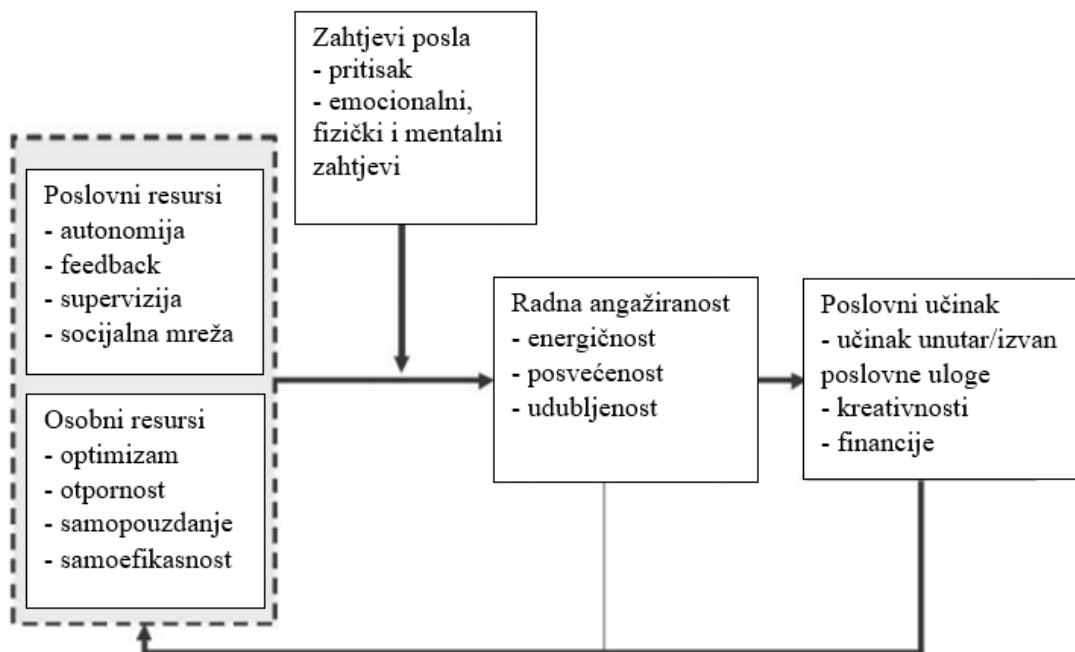 Zahtjevi posla
- pritisak
- emocionalni,
fizički i mentalni
zahtjevi
Poslovni resursi
- autonomija
- feedback
- supervizija
- socijalna mreža
Osobni resursi
- optimizam
- otpornost
- samopouzdanje
- samoefikasnost
Radna angažiranost
- energičnost
- posvećenost
- udubljenost
Poslovni učinak
- učinak unutar/izvan
poslovne uloge
- kreativnosti
- financije